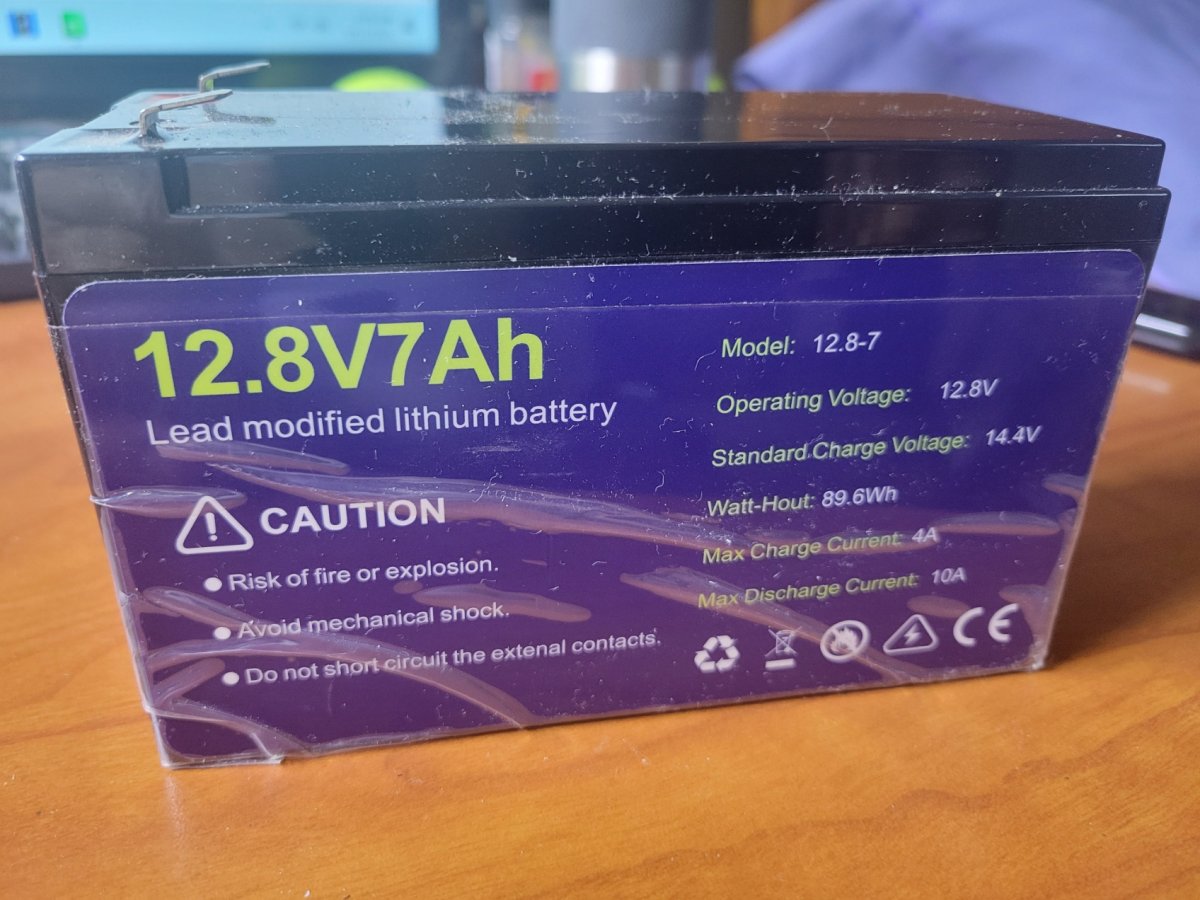 12.8V7Ah
Lead modified lithium battery
CAUTION
● Risk of fire or explosion.
● Avoid mechanical shock.
● Do not short circuit the extenal contacts.
Model: 12.8-7
Operating Voltage: 12.8V
Standard Charge Voltage: 14.4V
Watt-Hout: 89.6Wh
Max Charge Current: 4A
Max Discharge Current: 10A
CE